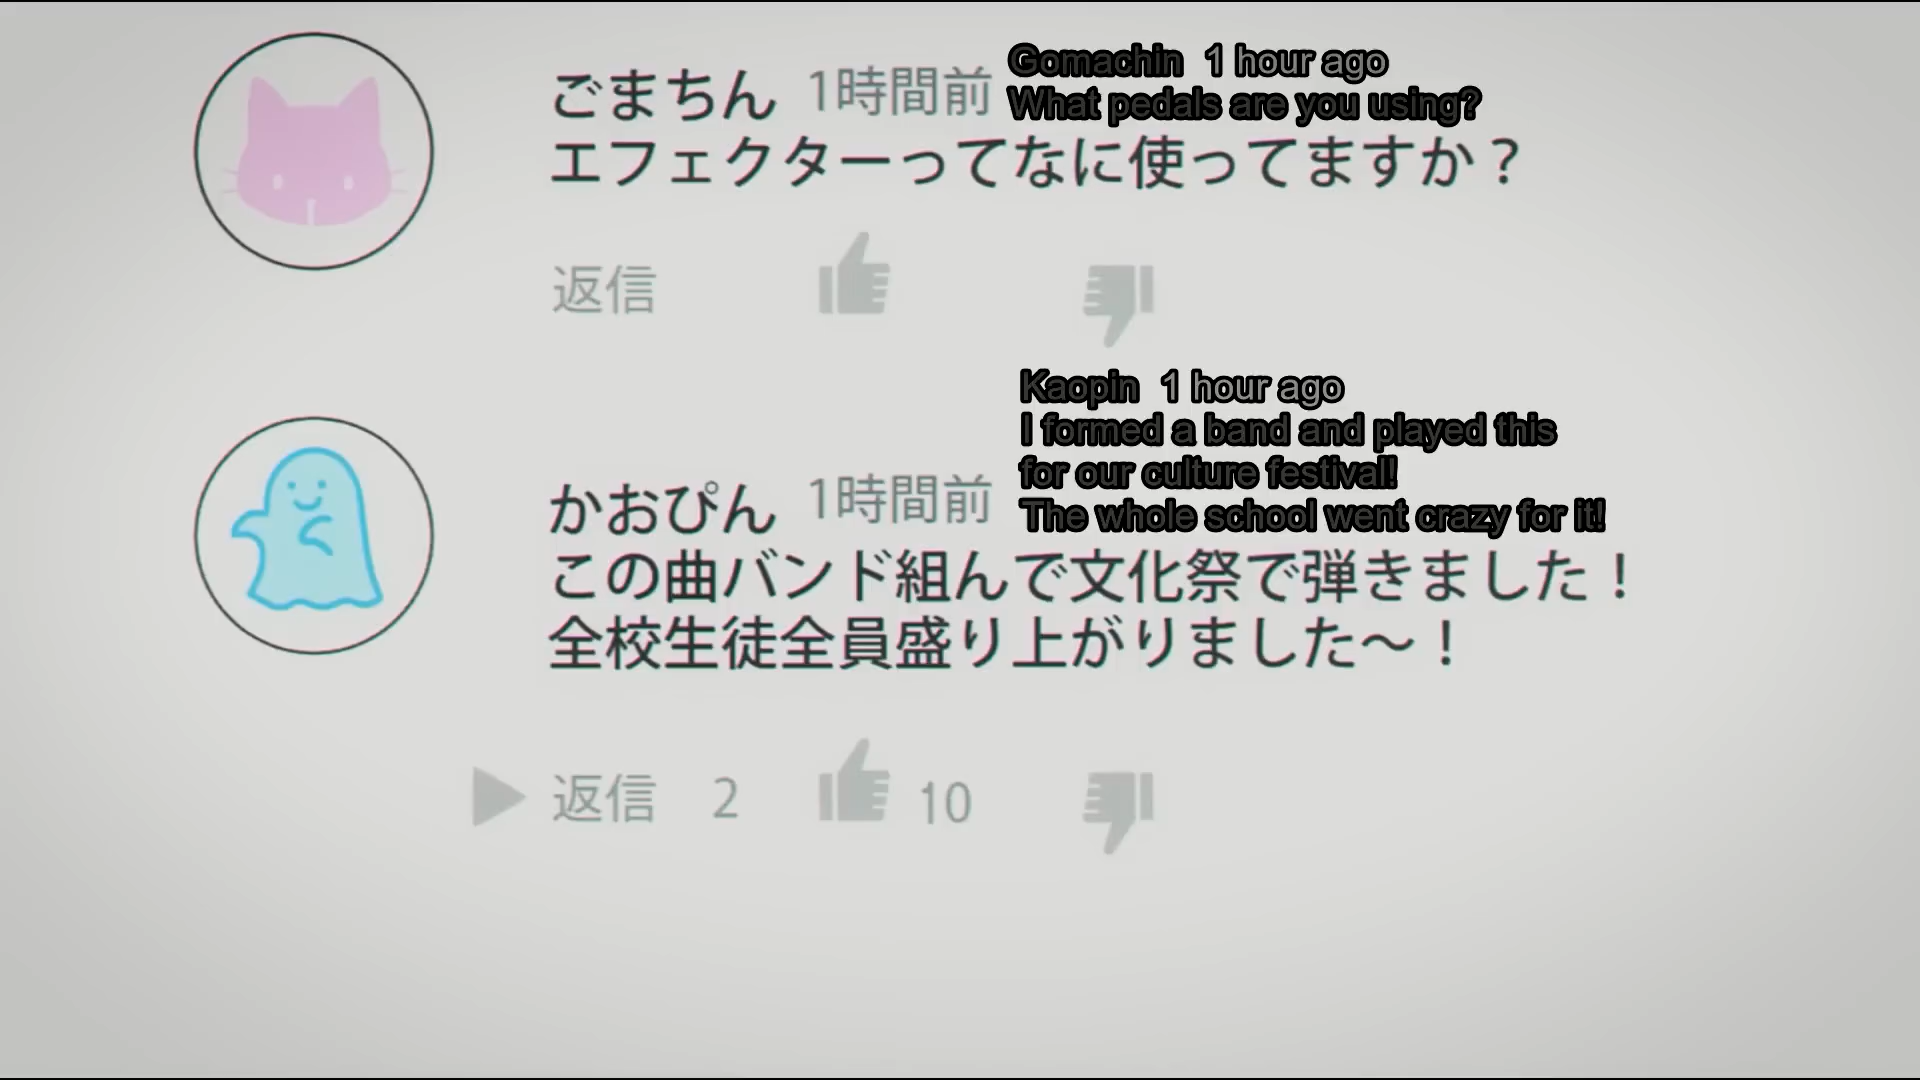 ごまちん 1時間前
Gomachin 1 hour ago
What pedals are you using?
エフェクターってなに使ってますか？
返信
Kaopin 1 hour ago
I formed a band and played this
for our culture festival!
The whole school went crazy for it!
かおぴん 1時間前
この曲バンド組んで文化祭で弾きました！
全校生徒全員盛り上がりました～！
返信 2 10